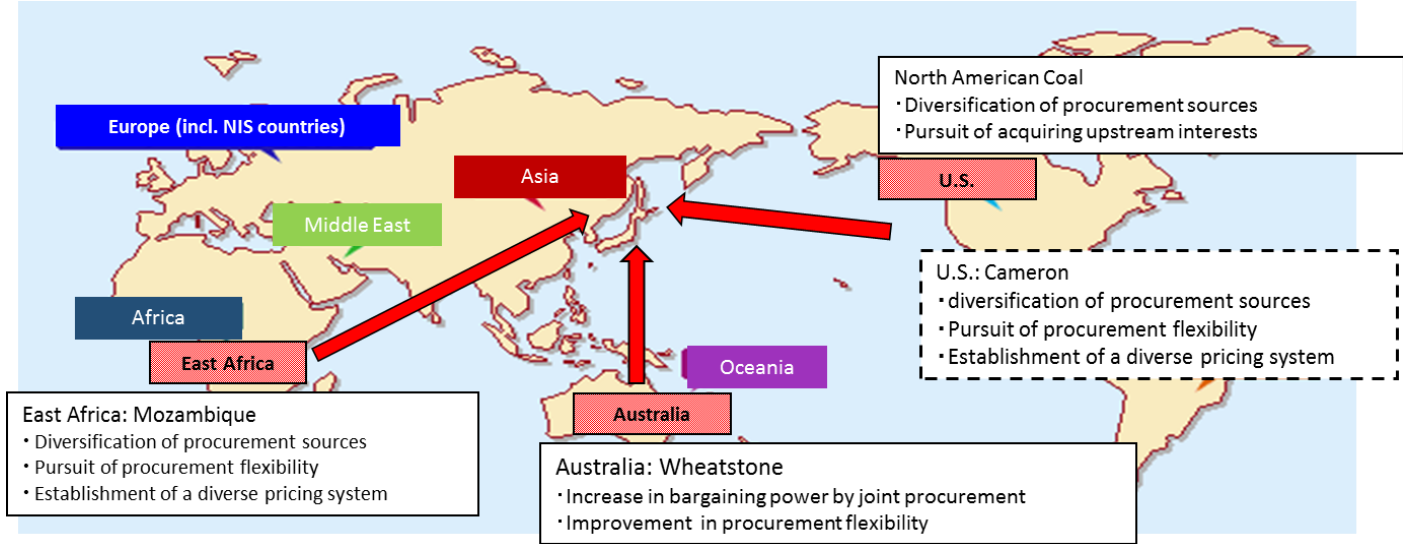 North American Coal
・Diversification of procurement sources
・Pursuit of acquiring upstream interests
Europe (incl. NIS countries)
Asia
U.S.
Middle East
U.S.: Cameron
・diversification of procurement sources
・Pursuit of procurement flexibility
・Establishment of a diverse pricing system
Africa
East Africa
Oceania
Australia
East Africa: Mozambique
・Diversification of procurement sources
・Pursuit of procurement flexibility
・Establishment of a diverse pricing system
Australia: Wheatstone
・Increase in bargaining power by joint procurement
・Improvement in procurement flexibility